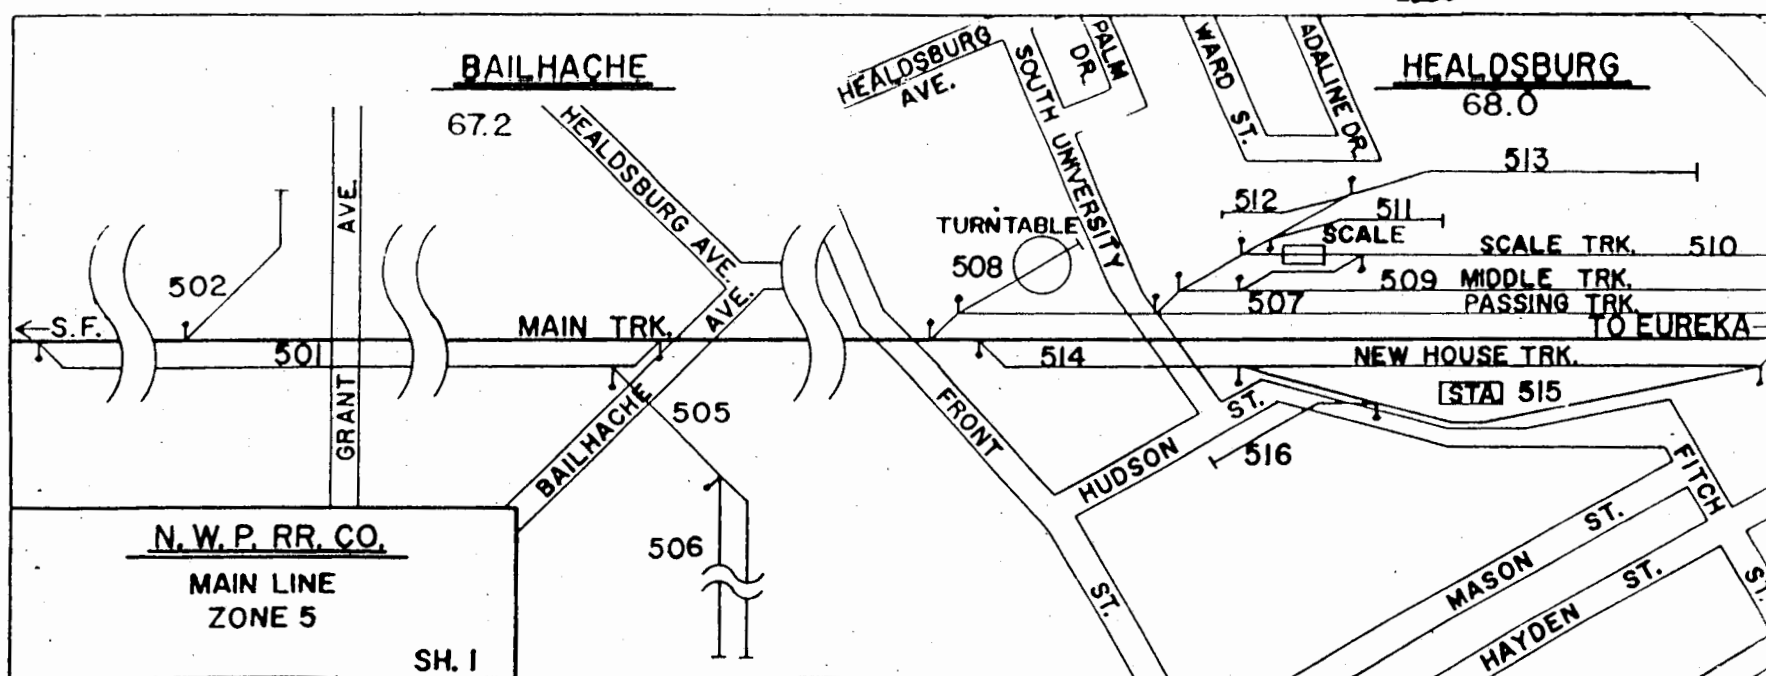 BAILHACHE
67.2
HEALDSBURG
68.0
HEALDSBURG
AVE.
SOUTH UNIVERSITY
PALM
DR.
WARD ST.
ADALINE DR.
HEALDSBURG AVE.
GRANT AVE.
BAILHACHE AVE.
TURNTABLE
508
502
513
512
511
SCALE
SCALE TRK. 510
509 MIDDLE TRK.
507 PASSING TRK.
←S.F.
MAIN TRK.
TO EUREKA
501
514
NEW HOUSE TRK.
STA 515
505
506
516
FRONT ST.
HUDSON ST.
FITCH ST.
MASON ST.
HAYDEN ST.
N.W.P. RR. CO.
MAIN LINE
ZONE 5
SH. 1